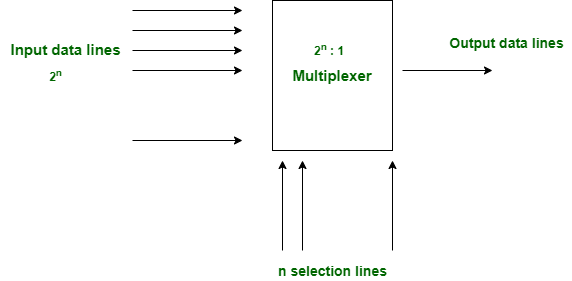 Input data lines
2ⁿ
2ⁿ : 1
Multiplexer
Output data lines
n selection lines